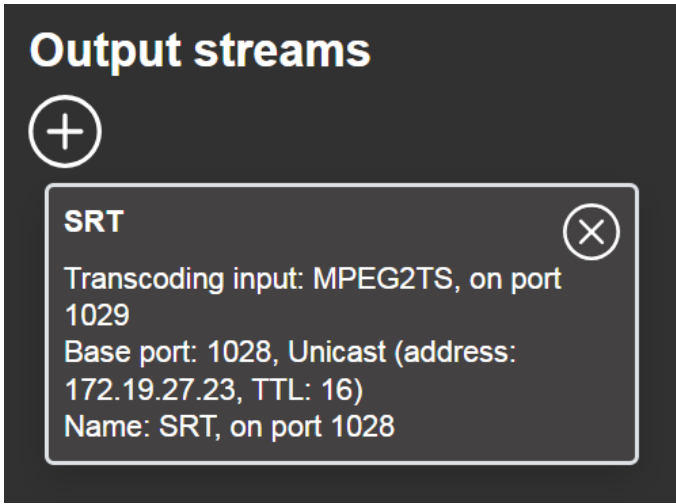 Output streams
SRT
Transcoding input: MPEG2TS, on port
1029
Base port: 1028, Unicast (address:
172.19.27.23, TTL: 16)
Name: SRT, on port 1028